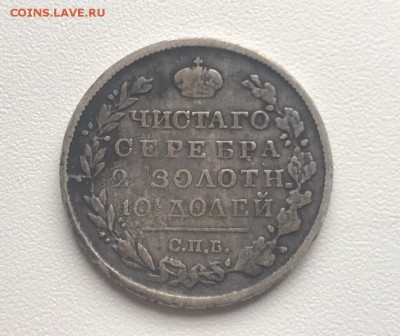 COINS.LAVE.RU
ЧИСТАГО
СЕРЕБРА
2 ЗОЛОТН.
10 ДОЛЕЙ
С.П.Б.